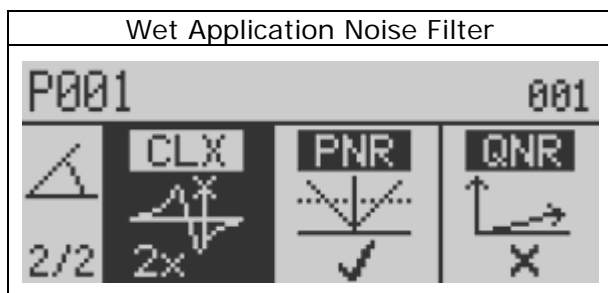 Wet Application Noise Filter
P001 001
CLX PNR QNR
2/2 2x